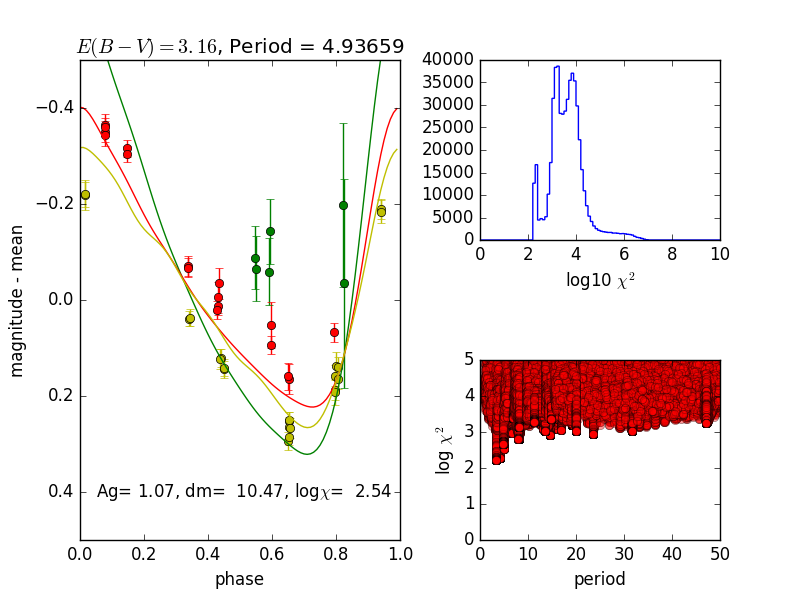 E(B − V) = 3.16, Period = 4.93659
magnitude - mean
−0.4
−0.2
0.0
0.2
0.4
Ag= 1.07, dm=  10.47, logχ=  2.54
0.0 0.2 0.4 0.6 0.8 1.0
phase
40000
35000
30000
25000
20000
15000
10000
5000
0
0 2 4 6 8 10
log10 χ²
log χ²
5
4
3
2
1
0
0 10 20 30 40 50
period